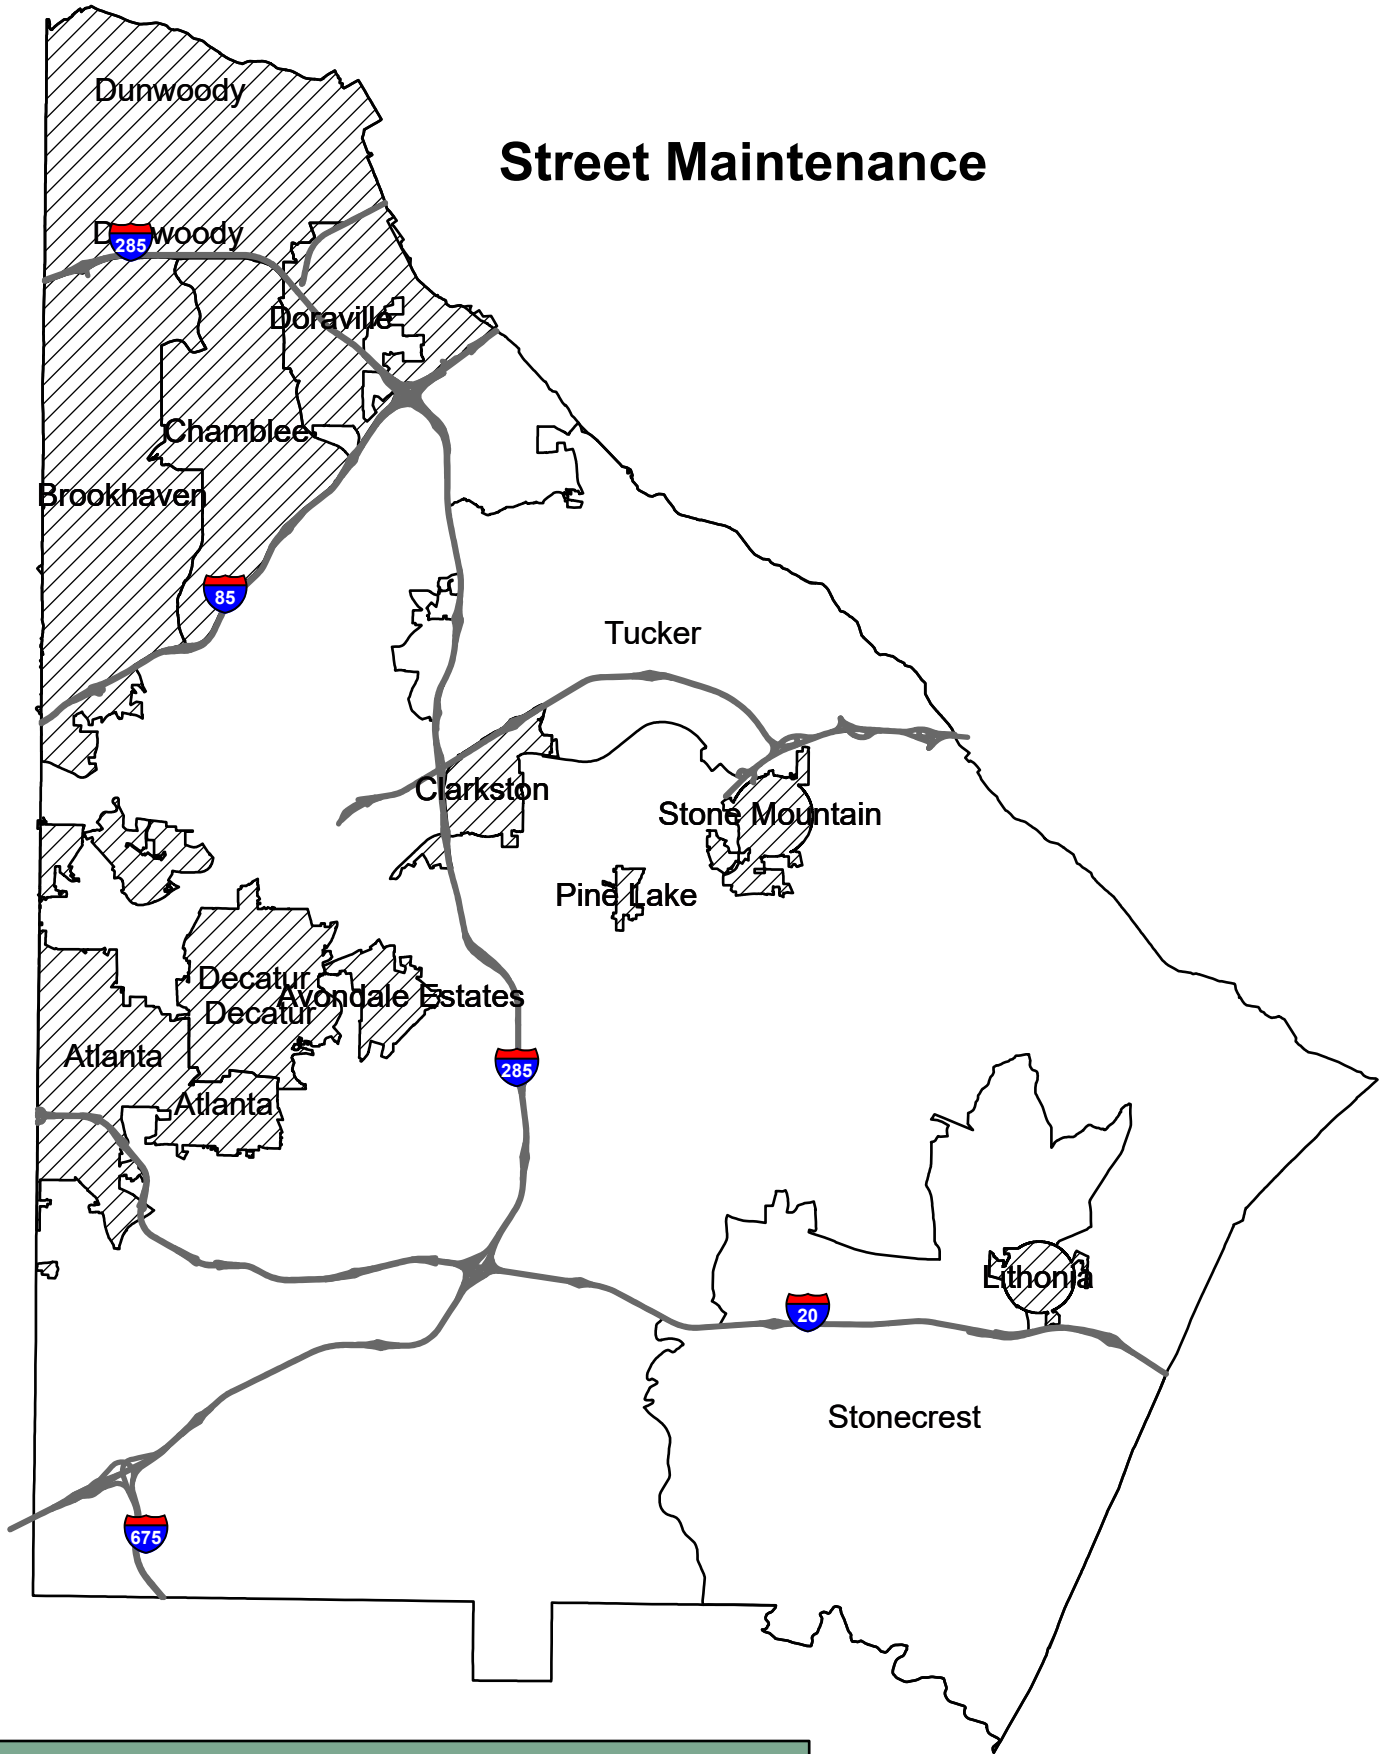 Dunwoody
Street Maintenance
D woody
285
Doraville
Chamblee
Brookhaven
85
Tucker
Clarkston
Stone Mountain
Pine Lake
Decatur
Avondale Estates
Decatur
Atlanta
285
Atlanta
Lithonia
20
Stonecrest
675